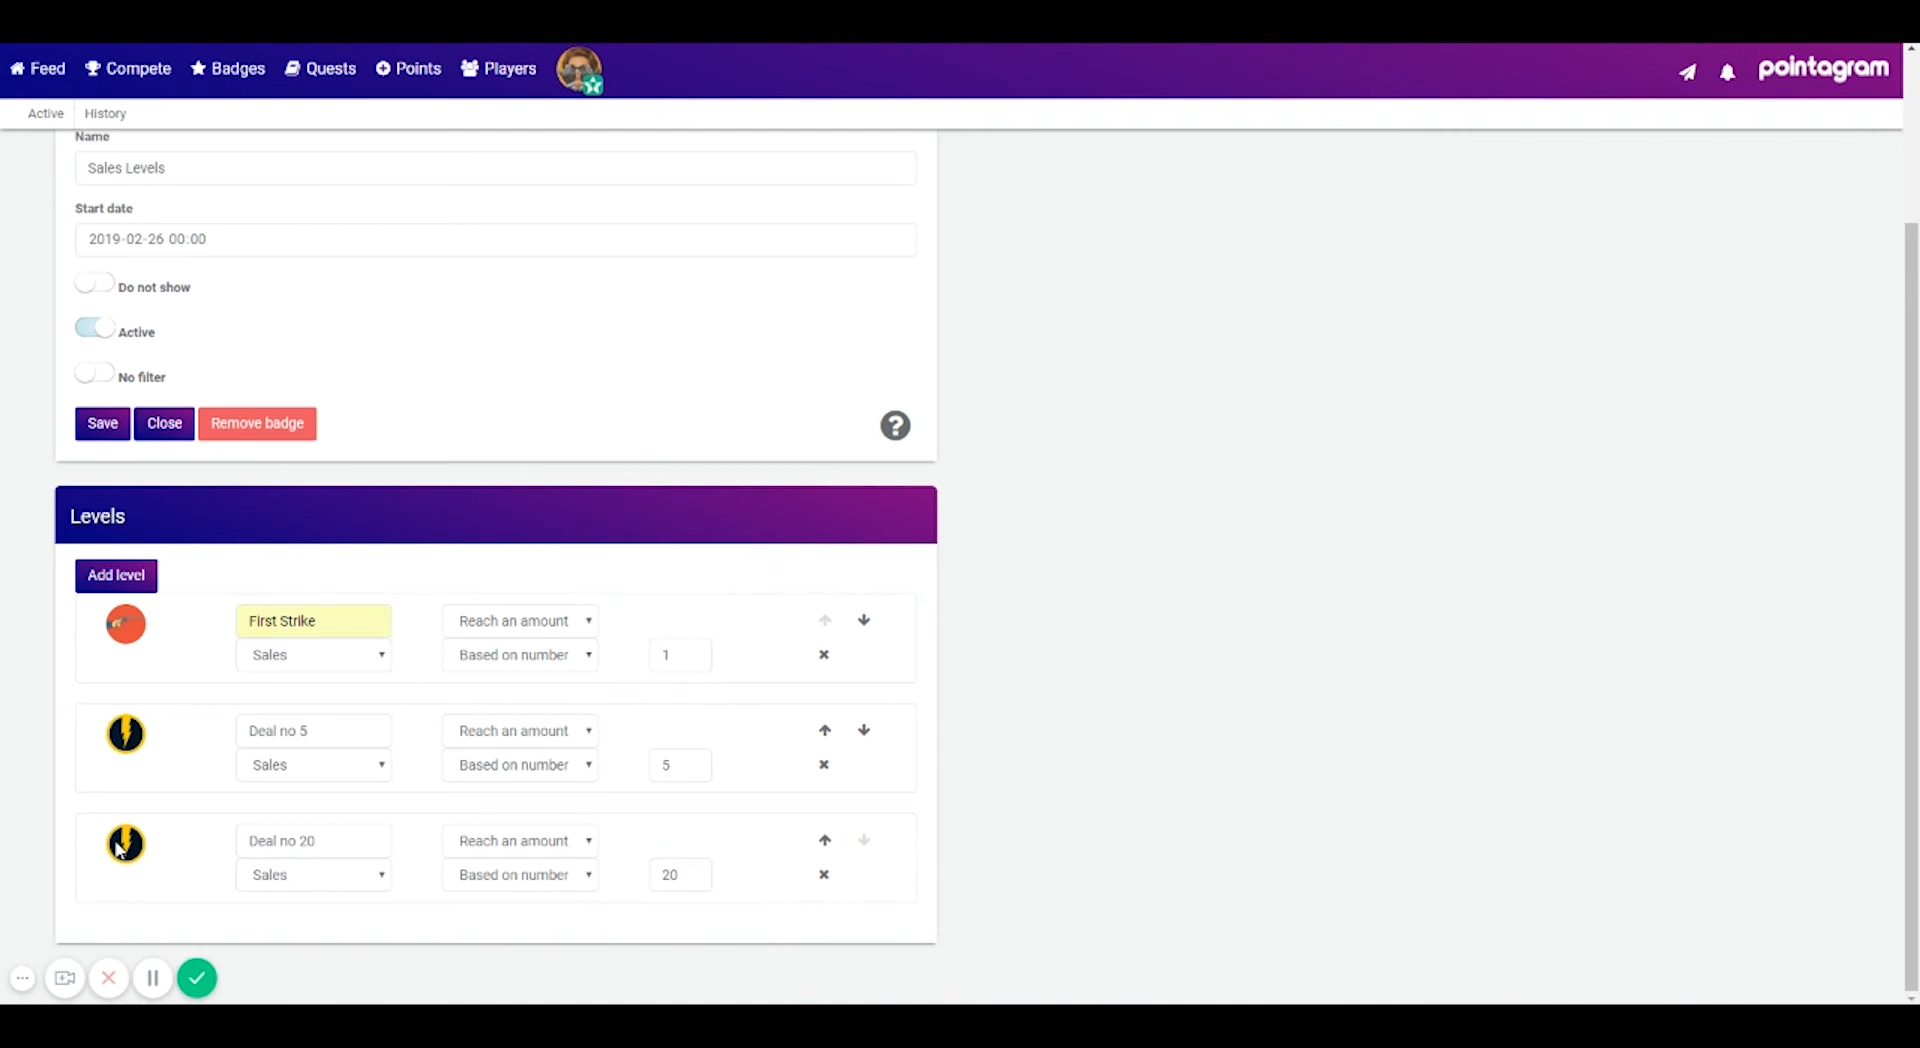 Feed Compete Badges Quests Points Players pointagram
Active History
Name
Sales Levels
Start date
2019-02-26 00:00
Do not show
Active
No filter
Save Close Remove badge ?
Levels
Add level
First Strike Reach an amount
Sales Based on number 1
Deal no 5 Reach an amount
Sales Based on number 5
Deal no 20 Reach an amount
Sales Based on number 20